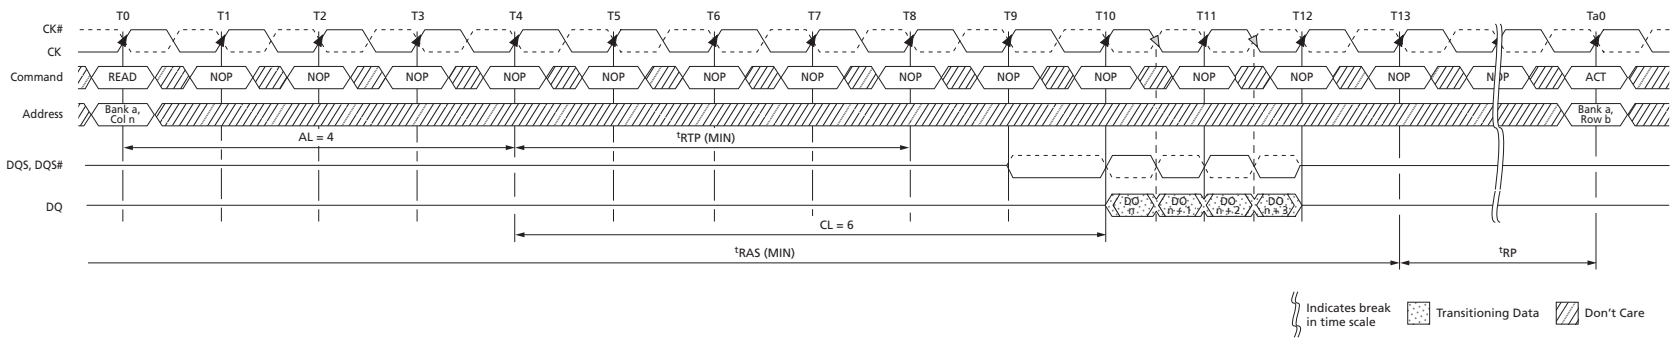 T0 T1 T2 T3 T4 T5 T6 T7 T8 T9 T10 T11 T12 T13 Ta0
CK#
CK
Command READ NOP NOP NOP NOP NOP NOP NOP NOP NOP NOP NOP NOP NOP NOP ACT
Address Bank a, Col n Bank a, Row b
AL = 4 tRTP (MIN)
DQS, DQS#
DQ DO n DO n + 1 DO n + 2 DO n + 3
CL = 6
tRAS (MIN) tRP
Indicates break in time scale
Transitioning Data
Don't Care